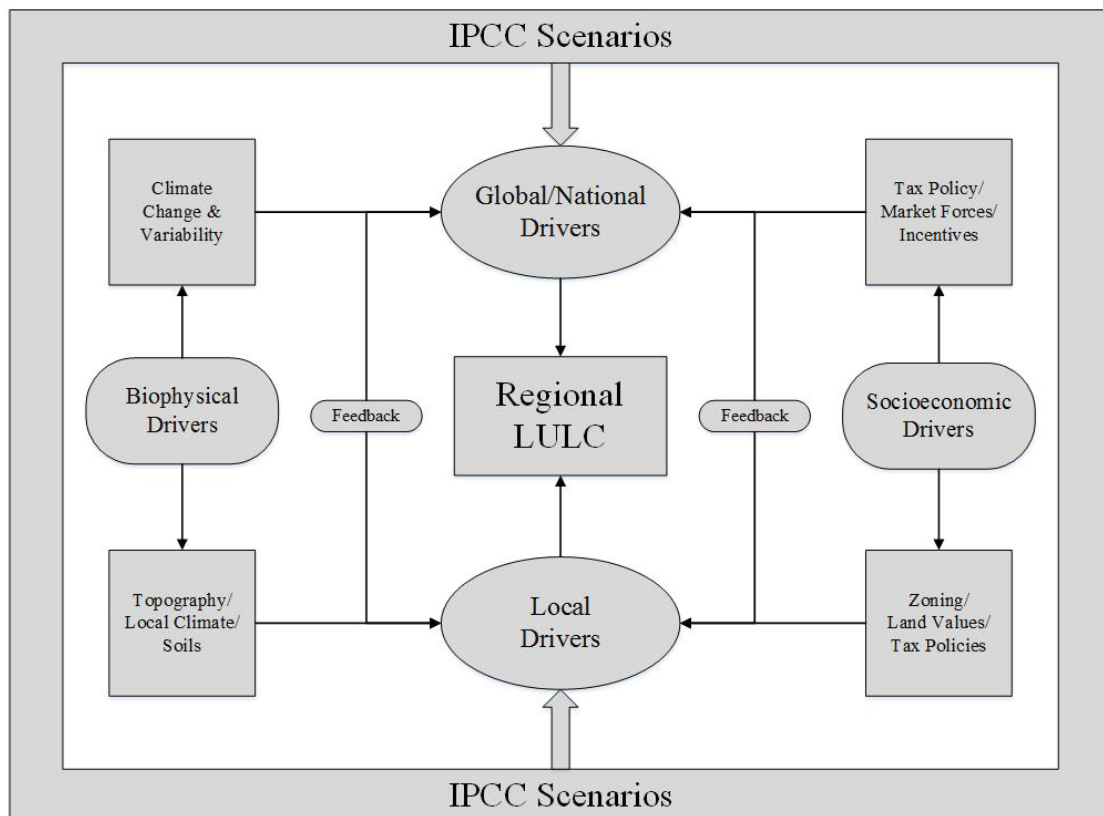 IPCC Scenarios
Climate
Change &
Variability
Global/National
Drivers
Tax Policy/
Market Forces/
Incentives
Biophysical
Drivers
Feedback
Regional
LULC
Feedback
Socioeconomic
Drivers
Topography/
Local Climate/
Soils
Local
Drivers
Zoning/
Land Values/
Tax Policies
IPCC Scenarios